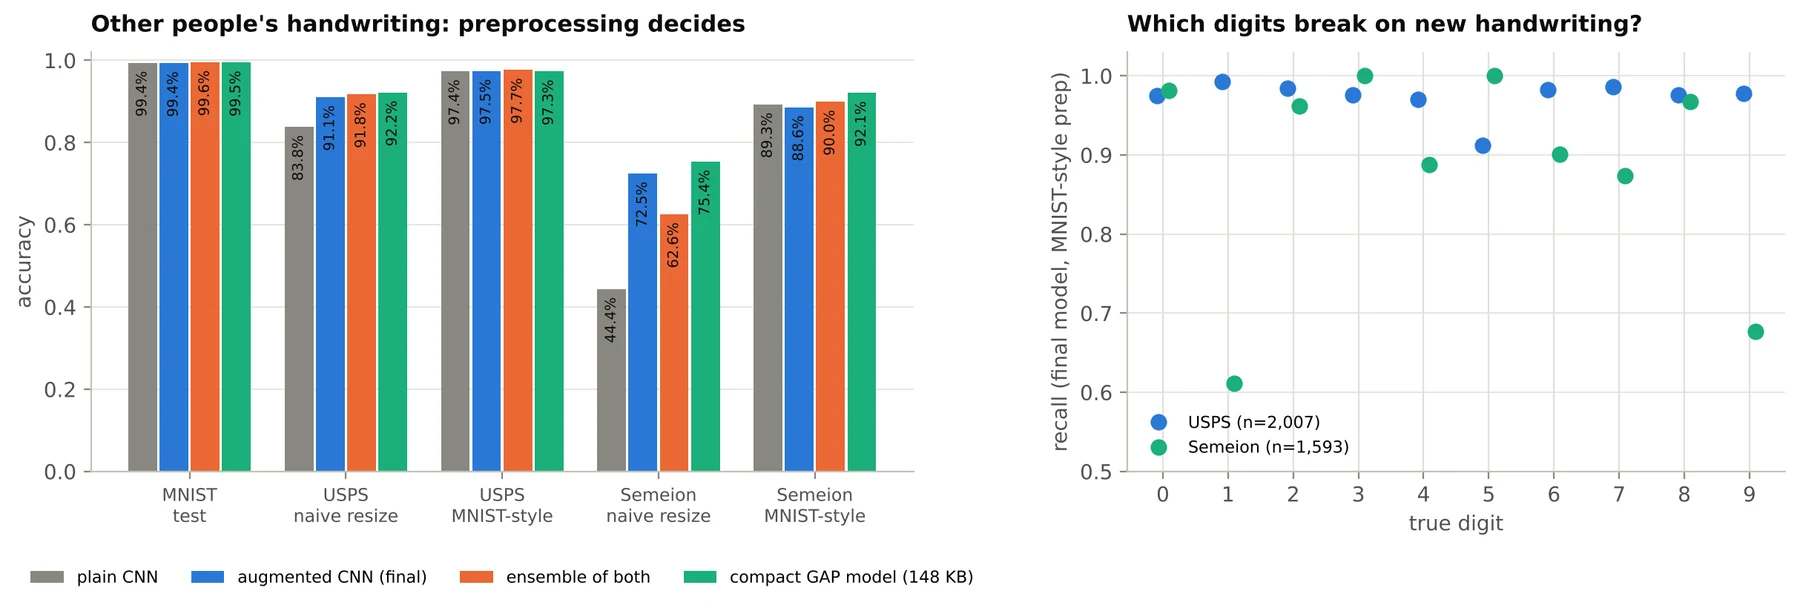 Other people's handwriting: preprocessing decides
accuracy
1.0
0.8
0.6
0.4
0.2
0.0
99.4%
99.4%
99.6%
99.5%
83.8%
91.1%
91.8%
92.2%
97.4%
97.5%
97.7%
97.3%
44.4%
72.5%
62.6%
75.4%
89.3%
88.6%
90.0%
92.1%
MNIST
test
USPS
naive resize
USPS
MNIST-style
Semeion
naive resize
Semeion
MNIST-style
plain CNN
augmented CNN (final)
ensemble of both
compact GAP model (148 KB)
Which digits break on new handwriting?
recall (final model, MNIST-style prep)
1.0
0.9
0.8
0.7
0.6
0.5
USPS (n=2,007)
Semeion (n=1,593)
0 1 2 3 4 5 6 7 8 9
true digit